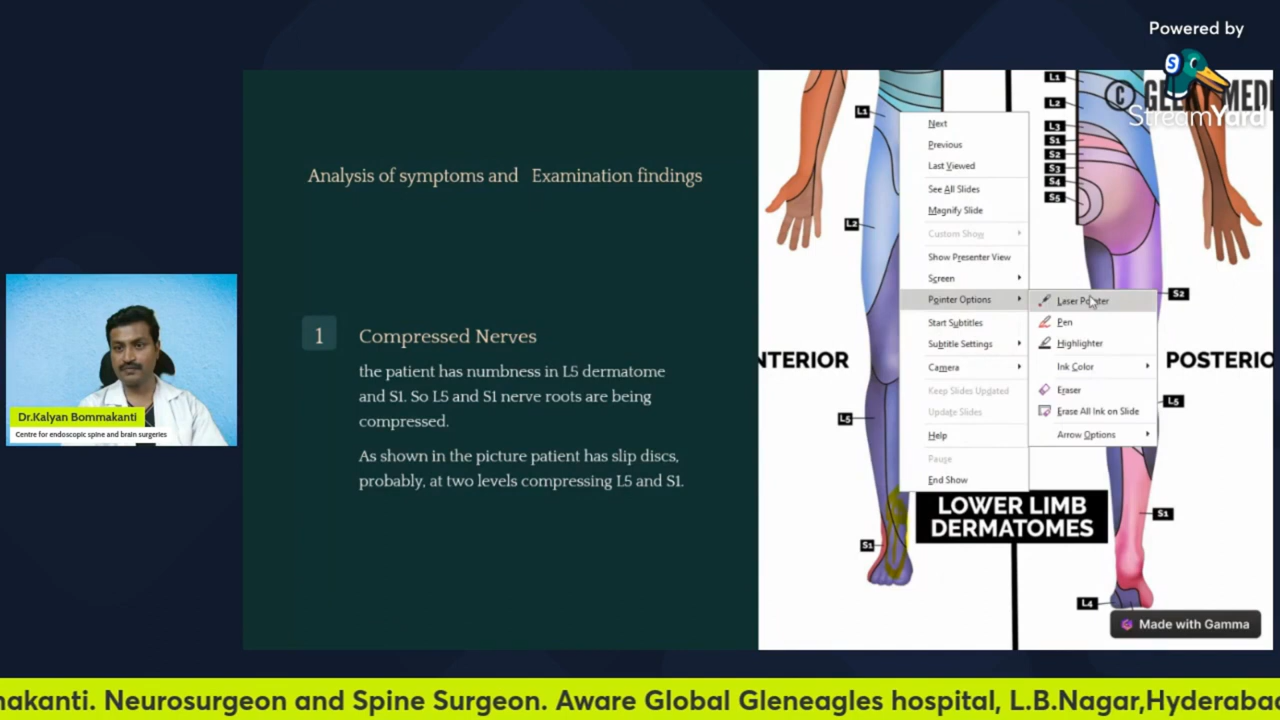 Powered by
StreamYard
Analysis of symptoms and Examination findings
1
Compressed Nerves
the patient has numbness in L5 dermatome
and S1. So L5 and S1 nerve roots are being
compressed.
As shown in the picture patient has slip discs,
probably, at two levels compressing L5 and S1.
Dr.Kalyan Bommakanti
Centre for endoscopic spine and brain surgeries
L1
L2
L5
S1
NTERIOR
Next
Previous
Last Viewed
See All Slides
Magnify Slide
Custom Show
Show Presenter View
Screen
Pointer Options
Start Subtitles
Subtitle Settings
Camera
Keep Slides Updated
Update Slides
Help
Pause
End Show
Laser Pointer
Pen
Highlighter
Ink Color
Eraser
Erase All Ink on Slide
Arrow Options
L1
L2
L3
S1
S2
S3
S4
S5
© GEEKY MEDI
S2
POSTERIO
L5
S1
L4
LOWER LIMB
DERMATOMES
Made with Gamma
makanti. Neurosurgeon and Spine Surgeon. Aware Global Gleneagles hospital, L.B.Nagar,Hyderabad